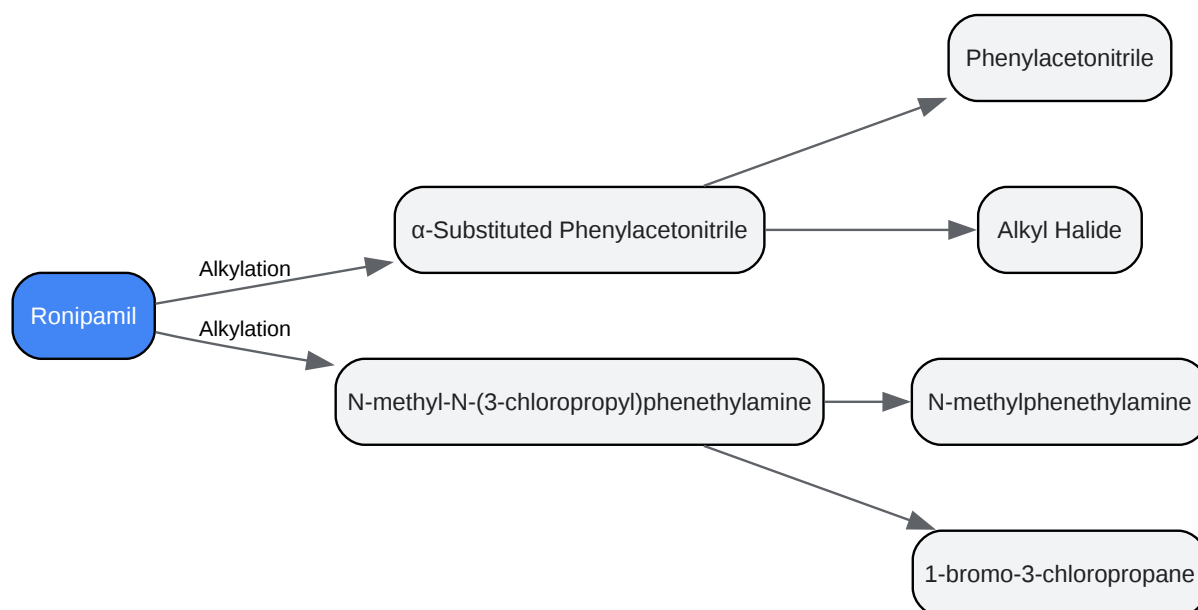 Phenylacetonitrile
α-Substituted Phenylacetonitrile
Alkyl Halide
Alkylation
Ronipamil
Alkylation
N-methyl-N-(3-chloropropyl)phenethylamine
N-methylphenethylamine
1-bromo-3-chloropropane